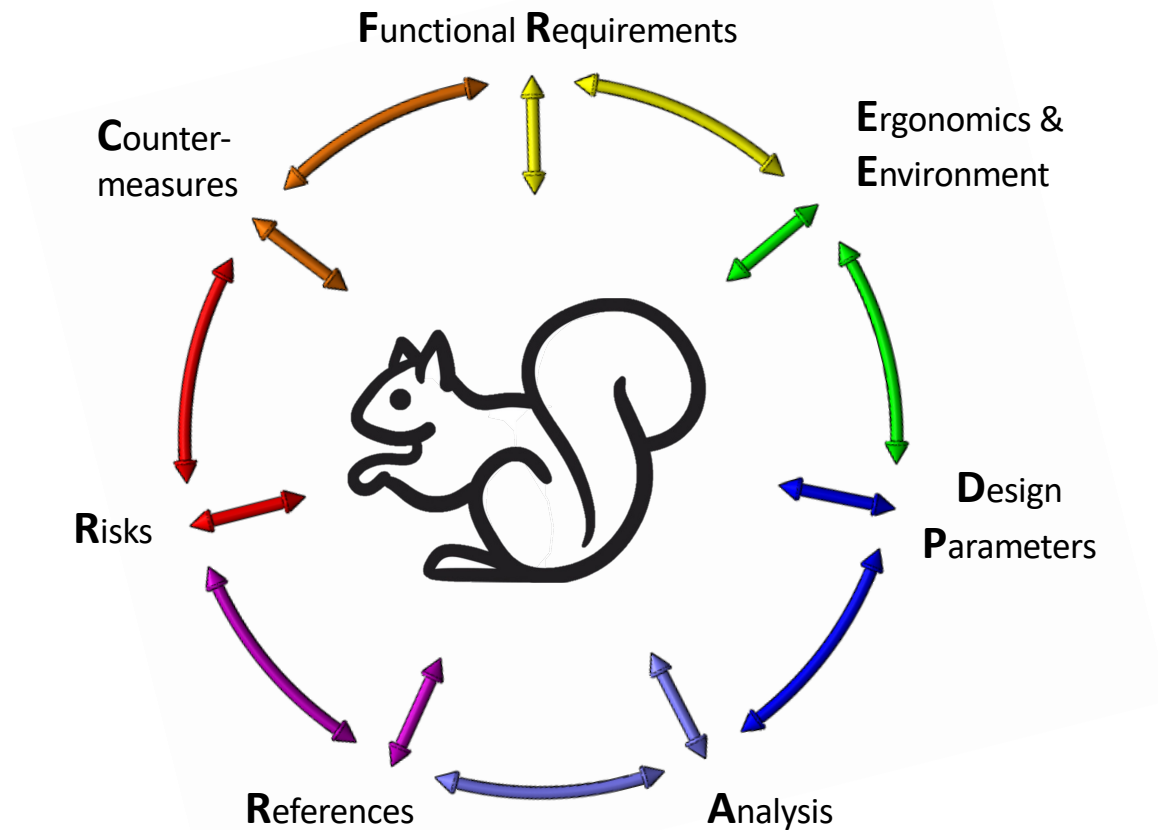 Functional Requirements
Ergonomics &
Environment
Design
Parameters
Analysis
References
Risks
Counter-
measures